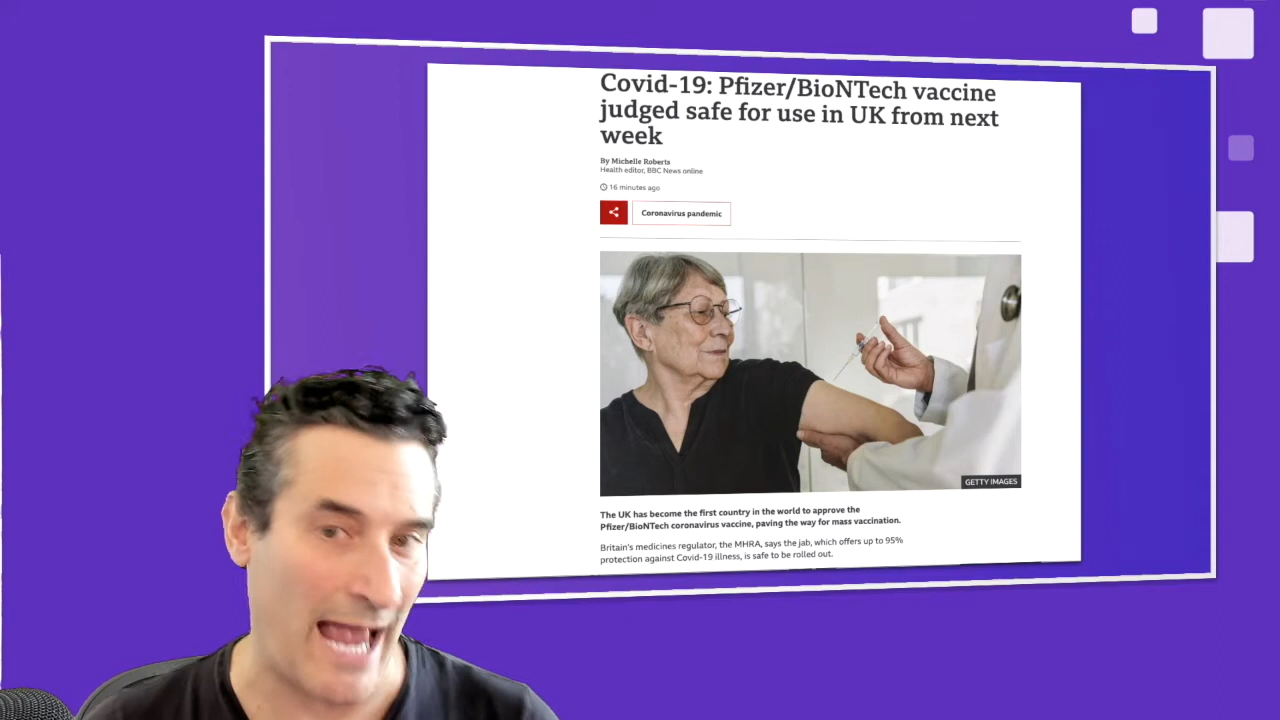 Covid-19: Pfizer/BioNTech vaccine
judged safe for use in UK from next
week
By Michelle Roberts
Health editor, BBC News online
16 minutes ago
Coronavirus pandemic
GETTY IMAGES
The UK has become the first country in the world to approve the
Pfizer/BioNTech coronavirus vaccine, paving the way for mass vaccination.
Britain's medicines regulator, the MHRA, says the jab, which offers up to 95%
protection against Covid-19 illness, is safe to be rolled out.